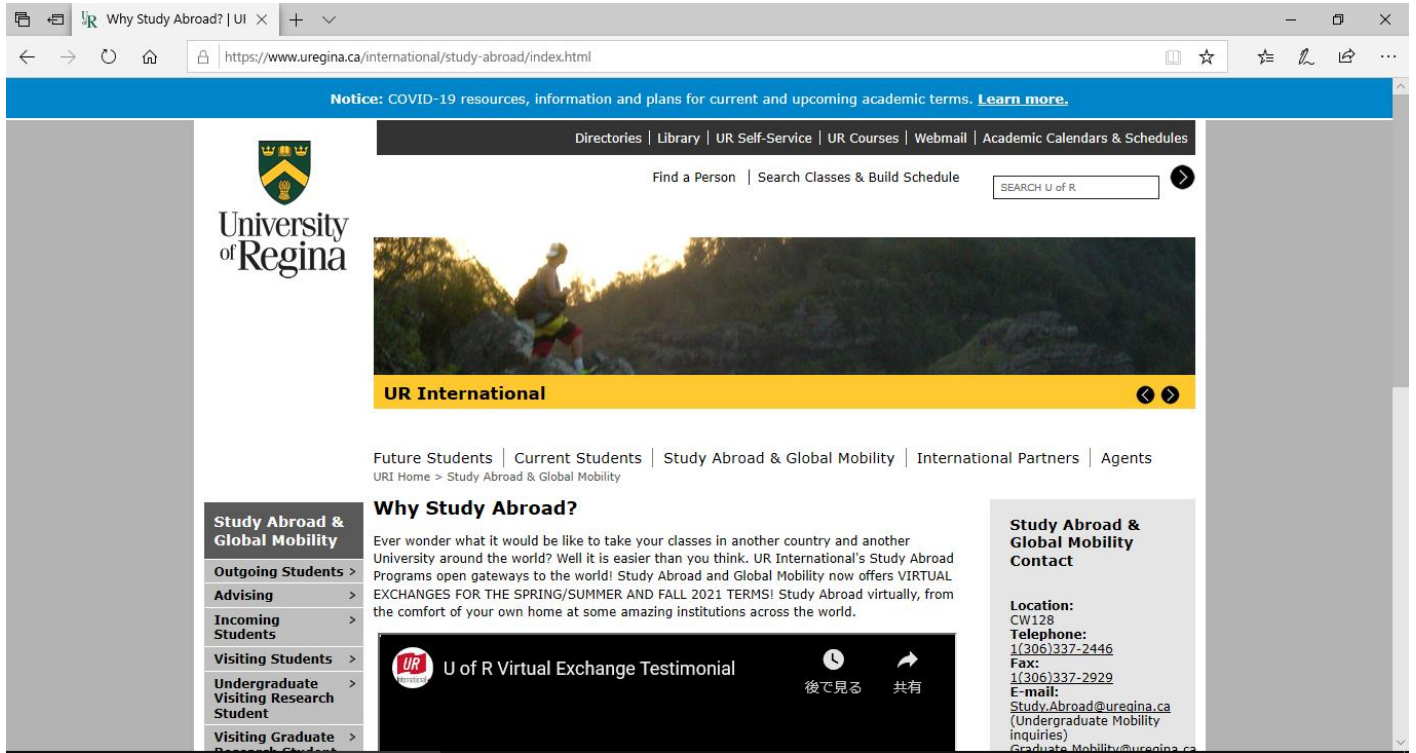 Why Study Abroad? | UI
https://www.uregina.ca/international/study-abroad/index.html
Notice: COVID-19 resources, information and plans for current and upcoming academic terms. Learn more.
Directories | Library | UR Self-Service | UR Courses | Webmail | Academic Calendars & Schedules
Find a Person | Search Classes & Build Schedule
SEARCH U of R
University
of Regina
UR International
Future Students | Current Students | Study Abroad & Global Mobility | International Partners | Agents
URI Home > Study Abroad & Global Mobility
Study Abroad &
Global Mobility
Outgoing Students >
Advising >
Incoming >
Students
Visiting Students >
Undergraduate >
Visiting Research
Student
Visiting Graduate >
Research Student
Why Study Abroad?
Ever wonder what it would be like to take your classes in another country and another
University around the world? Well it is easier than you think. UR International's Study Abroad
Programs open gateways to the world! Study Abroad and Global Mobility now offers VIRTUAL
EXCHANGES FOR THE SPRING/SUMMER AND FALL 2021 TERMS! Study Abroad virtually, from
the comfort of your own home at some amazing institutions across the world.
UR
International
U of R Virtual Exchange Testimonial
後で見る
共有
Study Abroad &
Global Mobility
Contact
Location:
CW128
Telephone:
1(306)337-2446
Fax:
1(306)337-2929
E-mail:
Study.Abroad@uregina.ca
(Undergraduate Mobility
inquiries)
Graduate.Mobility@uregina.ca